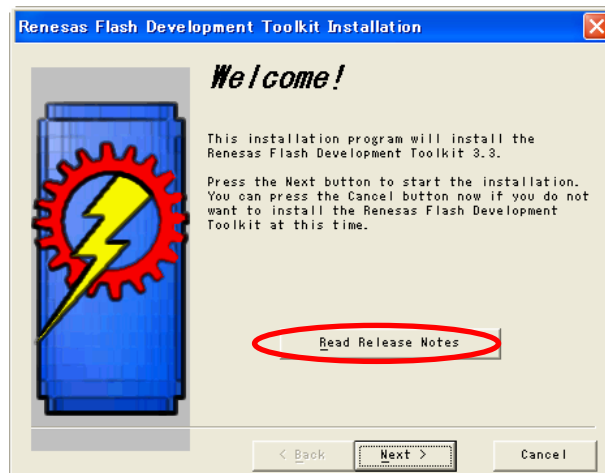 Renesas Flash Development Toolkit Installation
Welcome!
This installation program will install the
Renesas Flash Development Toolkit 3.3.
Press the Next button to start the installation.
You can press the Cancel button now if you do not
want to install the Renesas Flash Development
Toolkit at this time.
Read Release Notes
< Back Next > Cancel